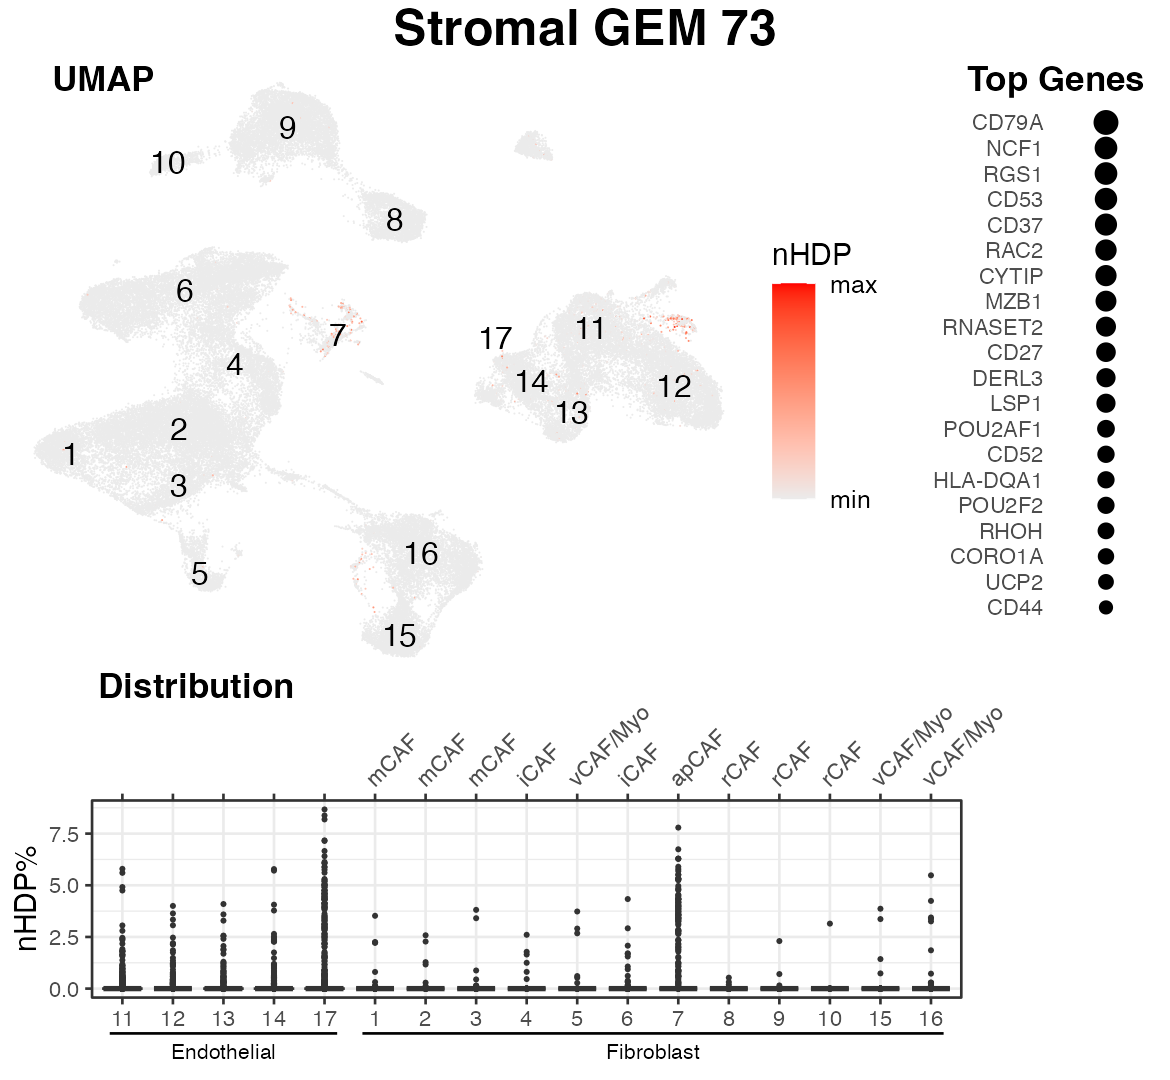 Stromal GEM 73
UMAP
9
10
8
6
7
4
2
1
3
5
16
15
17
11
14
12
13
nHDP
max
min
Top Genes
CD79A
NCF1
RGS1
CD53
CD37
RAC2
CYTIP
MZB1
RNASET2
CD27
DERL3
LSP1
POU2AF1
CD52
HLA-DQA1
POU2F2
RHOH
CORO1A
UCP2
CD44
Distribution
mCAF mCAF mCAF iCAF vCAF/Myo iCAF apCAF rCAF rCAF rCAF vCAF/Myo vCAF/Myo
nHDP%
7.5
5.0
2.5
0.0
11 12 13 14 17 1 2 3 4 5 6 7 8 9 10 15 16
Endothelial Fibroblast